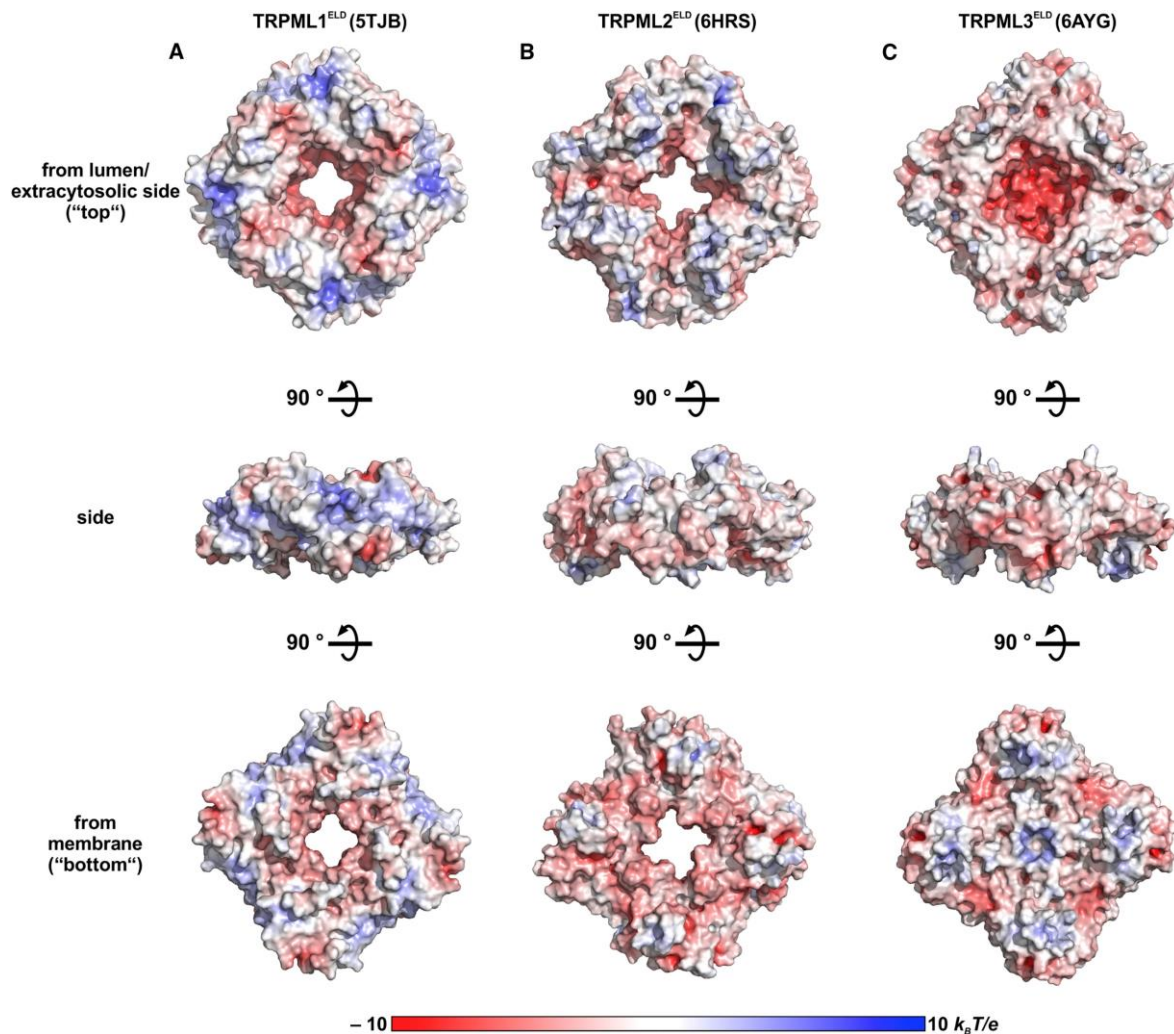 TRPML1ELD (5TJB) TRPML2ELD (6HRS) TRPML3ELD (6AYG)
A B C
from lumen/
extracytosolic side
(“top“)
90 ° 90 ° 90 °
side
90 ° 90 ° 90 °
from
membrane
(“bottom“)
– 10 10 kBT/e